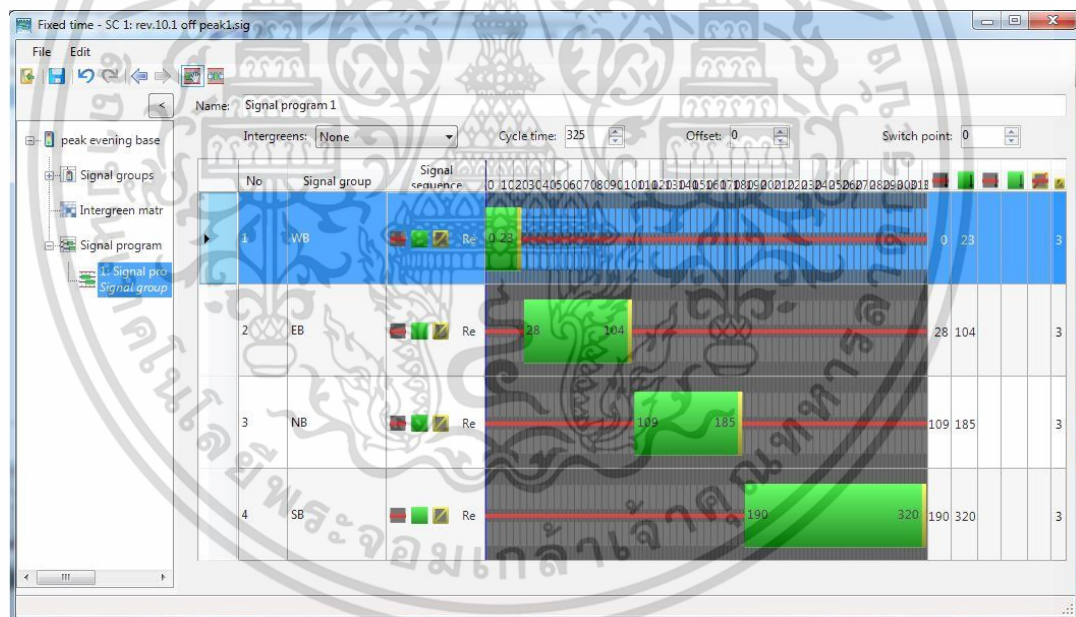 Fixed time - SC 1: rev.10.1 off peak1.sig
File Edit
Name: Signal program 1
Intergreens: None Cycle time: 325 Offset: 0 Switch point: 0
peak evening base
Signal groups
Intergreen matr
Signal program
1: Signal pro
Signal group
No Signal group Signal sequence
1 WB Re 0 23 0 23 3
2 EB Re 28 104 28 104 3
3 NB Re 109 185 109 185 3
4 SB Re 190 320 190 320 3